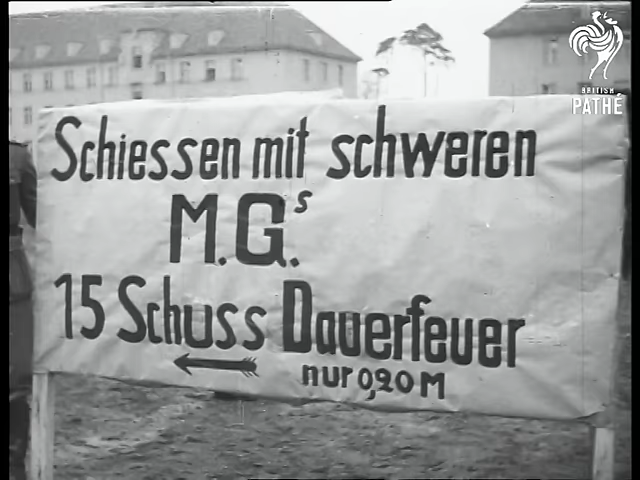 Schiessen mit schweren
M.G.s
15 Schuss Dauerfeuer
nur 0,20 M
BRITISH
PATHÉ